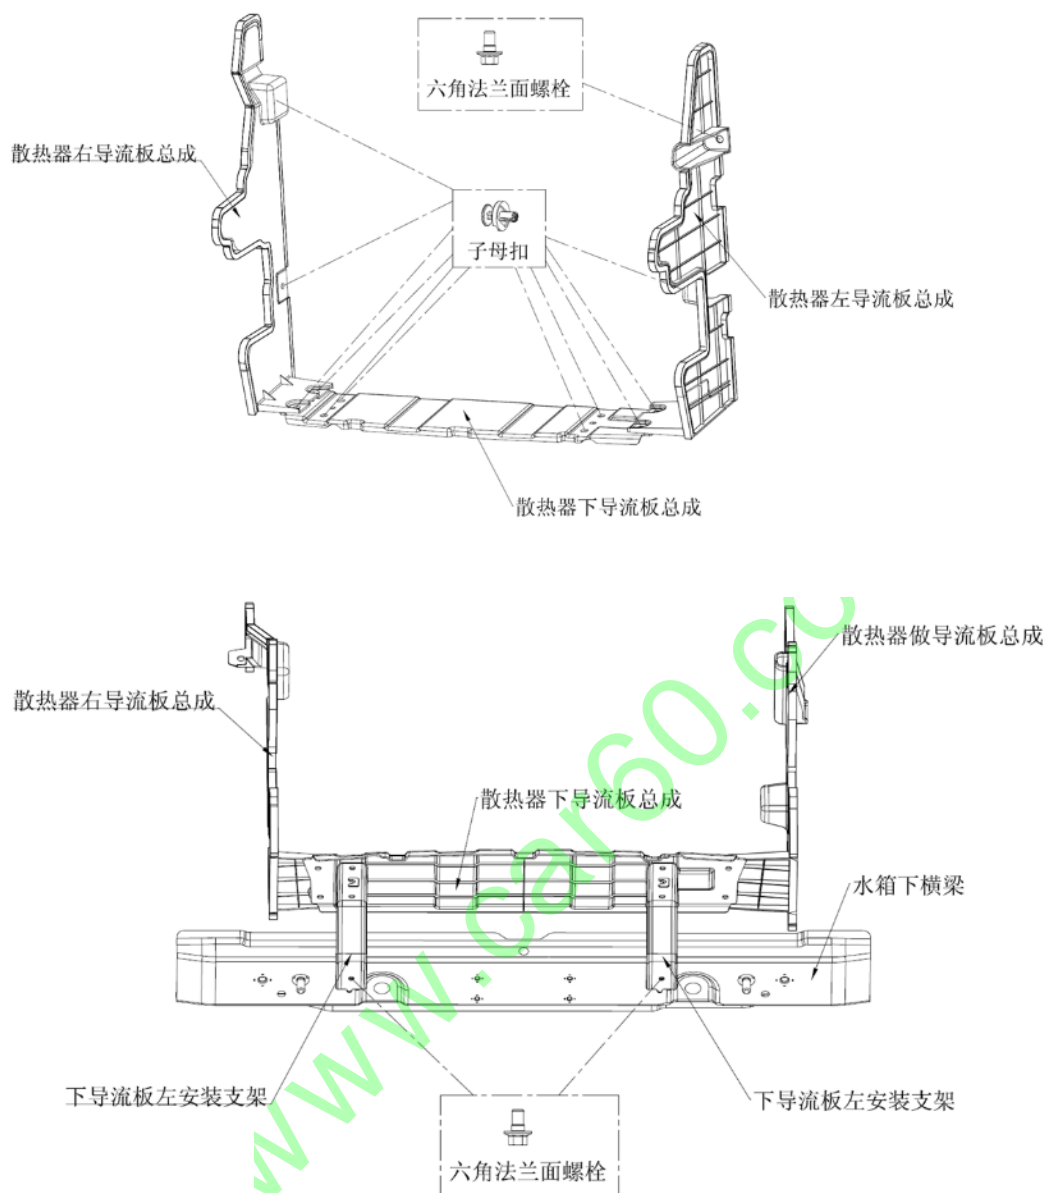 六角法兰面螺栓
散热器右导流板总成
子母扣
散热器左导流板总成
散热器下导流板总成
散热器做导流板总成
散热器右导流板总成
散热器下导流板总成
水箱下横梁
下导流板左安装支架
下导流板左安装支架
六角法兰面螺栓
www.car60.co